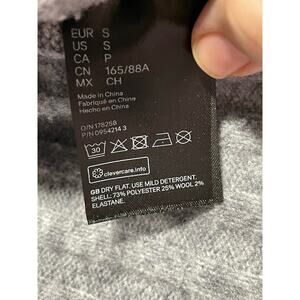 EUR S
US S
CA P
CN 165/88A
MX CH
Made in China
Fabriqué en Chine
Hecho en China
O/N 178258
P/N 0954214 3
30
clevercare.info
GB DRY FLAT. USE MILD DETERGENT.
SHELL: 73% POLYESTER 25% WOOL 2%
ELASTANE.